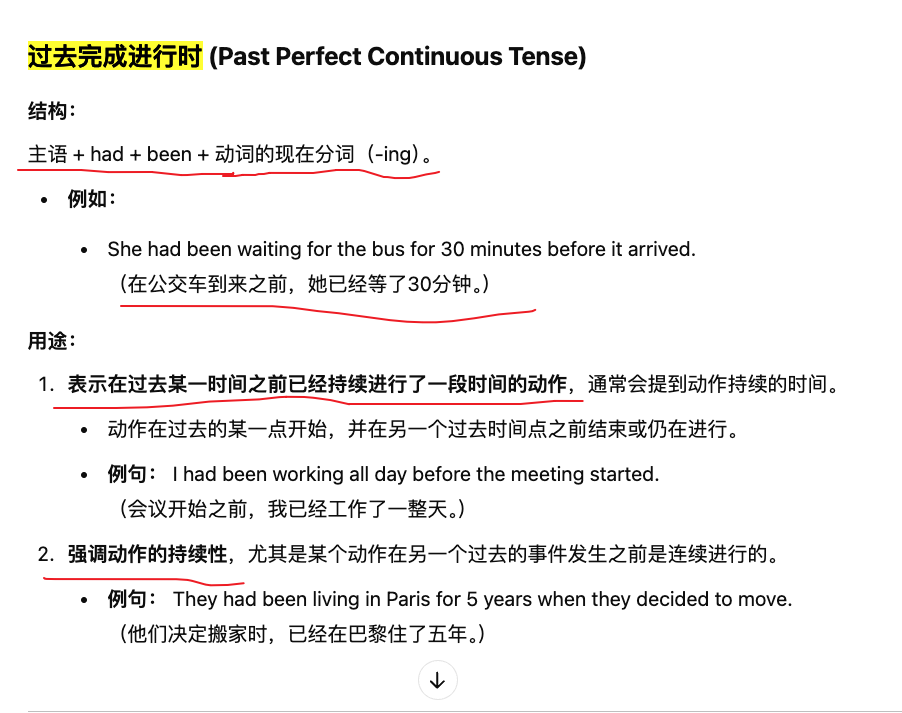 过去完成进行时 (Past Perfect Continuous Tense)
结构：
主语 + had + been + 动词的现在分词（-ing）。
• 例如：
• She had been waiting for the bus for 30 minutes before it arrived.
（在公交车到来之前，她已经等了30分钟。）
用途：
1. 表示在过去某一时间之前已经持续进行了一段时间的动作，通常会提到动作持续的时间。
• 动作在过去的某一点开始，并在另一个过去时间点之前结束或仍在进行。
• 例句： I had been working all day before the meeting started.
（会议开始之前，我已经工作了一整天。）
2. 强调动作的持续性，尤其是某个动作在另一个过去的事件发生之前是连续进行的。
• 例句： They had been living in Paris for 5 years when they decided to move.
（他们决定搬家时，已经在巴黎住了五年。）